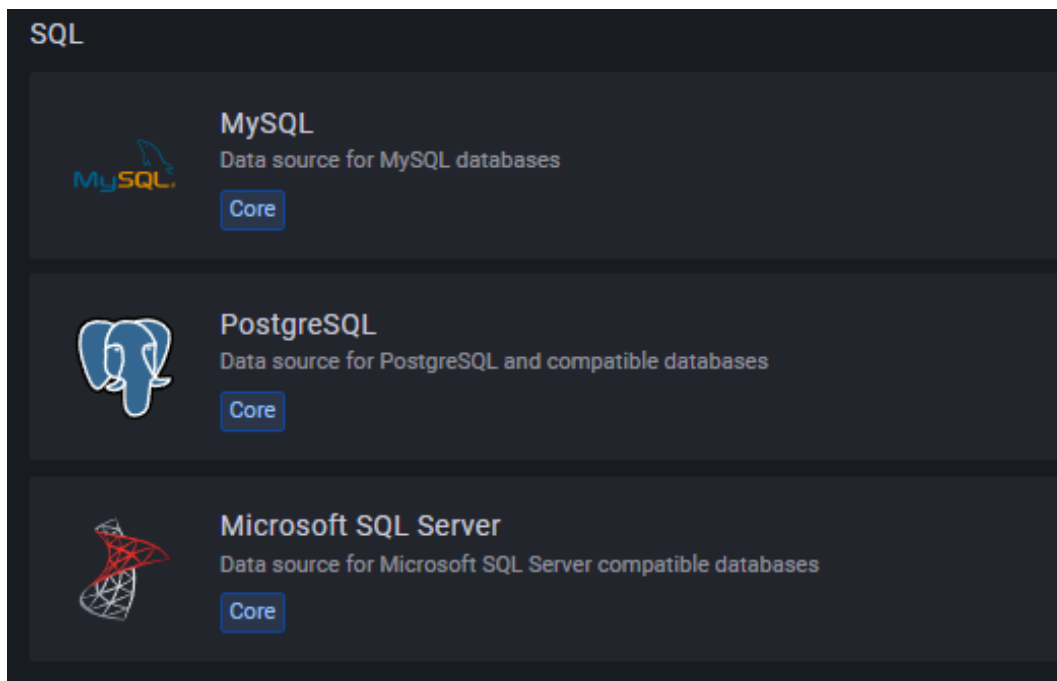 SQL
MySQL
MySQL
Data source for MySQL databases
Core
PostgreSQL
Data source for PostgreSQL and compatible databases
Core
Microsoft SQL Server
Data source for Microsoft SQL Server compatible databases
Core